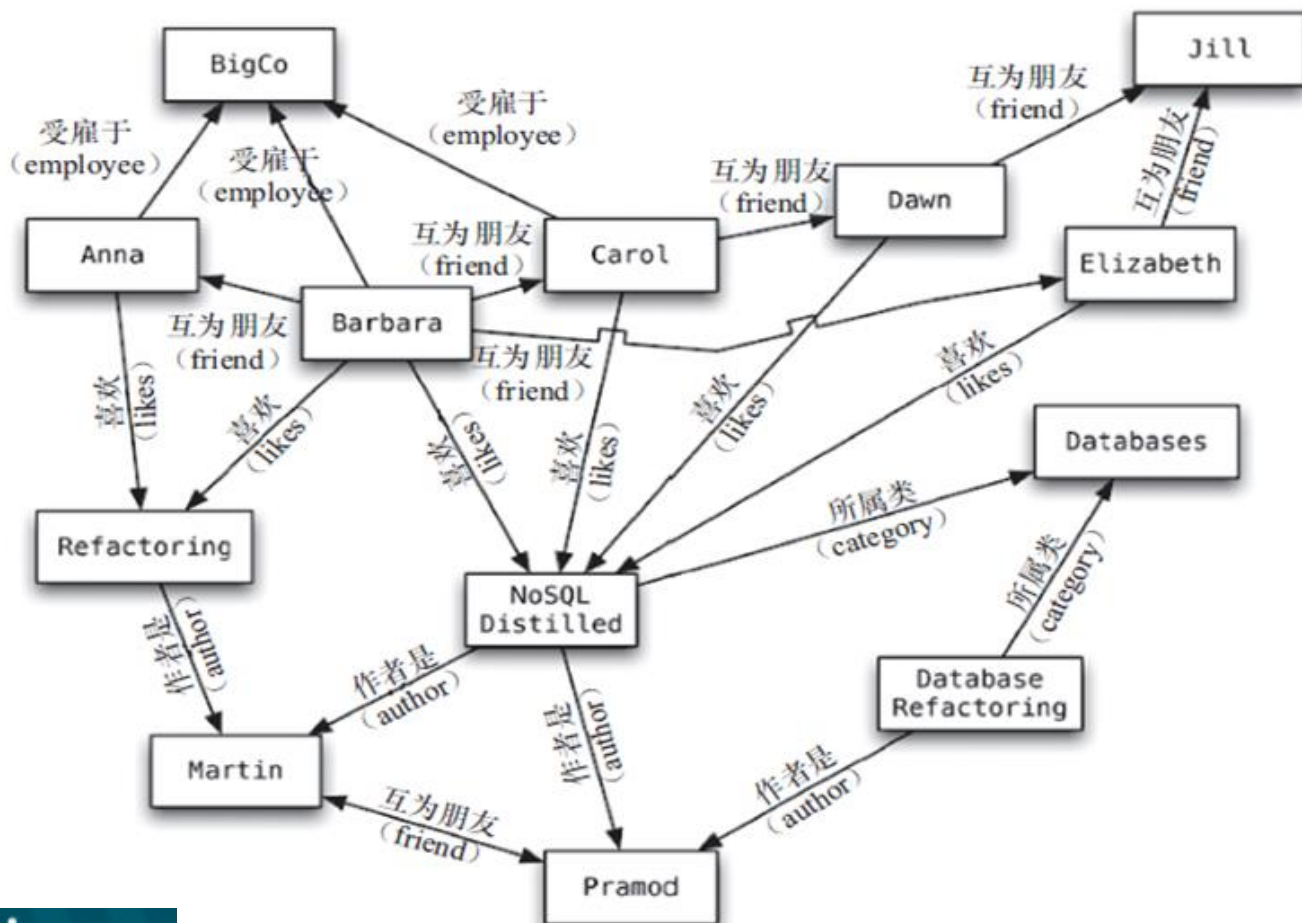 BigCo
Jill
互为朋友
（friend）
受雇于
（employee）
受雇于
（employee）
受雇于
（employee）
互为朋友
（friend）
互为朋友
（friend）
Dawn
Anna
互为朋友
（friend）
Carol
Elizabeth
Barbara
互为朋友
（friend）
互为朋友
（friend）
喜欢
（likes）
喜欢
（likes）
喜欢
（likes）
喜欢
（likes）
喜欢
（likes）
喜欢
（likes）
Databases
Refactoring
所属类
（category）
所属类
（category）
NoSQL
Distilled
作者是
（author）
作者是
（author）
作者是
（author）
Database
Refactoring
Martin
作者是
（author）
互为朋友
（friend）
Pramod